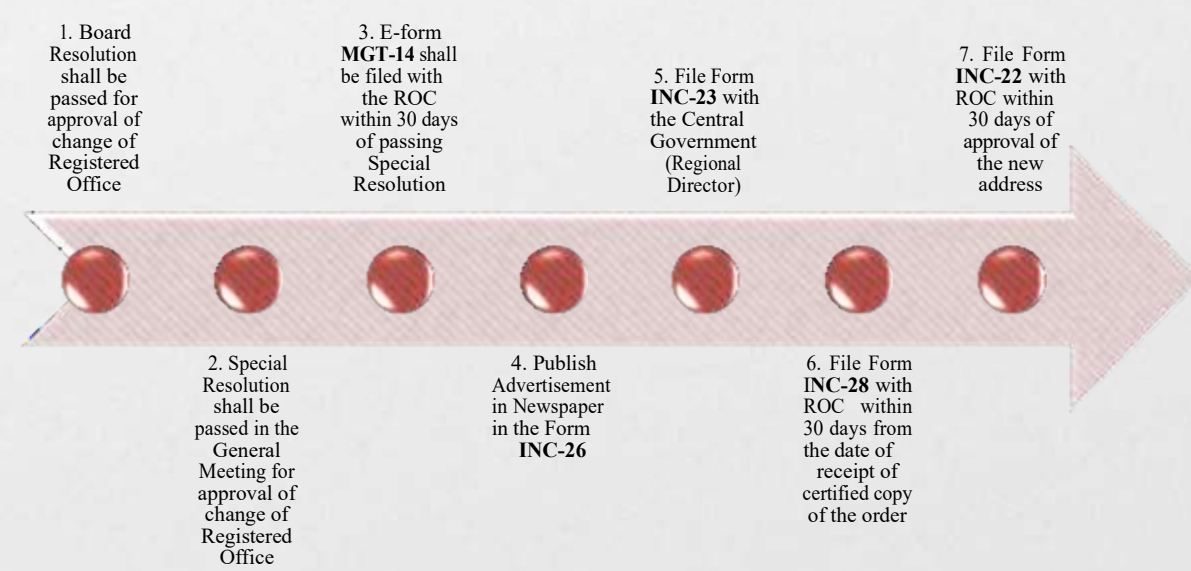 1. Board
Resolution
shall be
passed for
approval of
change of
Registered
Office
2. Special
Resolution
shall be
passed in the
General
Meeting for
approval of
change of
Registered
Office
3. E-form
MGT-14 shall
be filed with
the ROC
within 30 days
of passing
Special
Resolution
4. Publish
Advertisement
in Newspaper
in the Form
INC-26
5. File Form
INC-23 with
the Central
Government
(Regional
Director)
6. File Form
INC-28 with
ROC within
30 days from
the date of
receipt of
certified copy
of the order
7. File Form
INC-22 with
ROC within
30 days of
approval of
the new
address